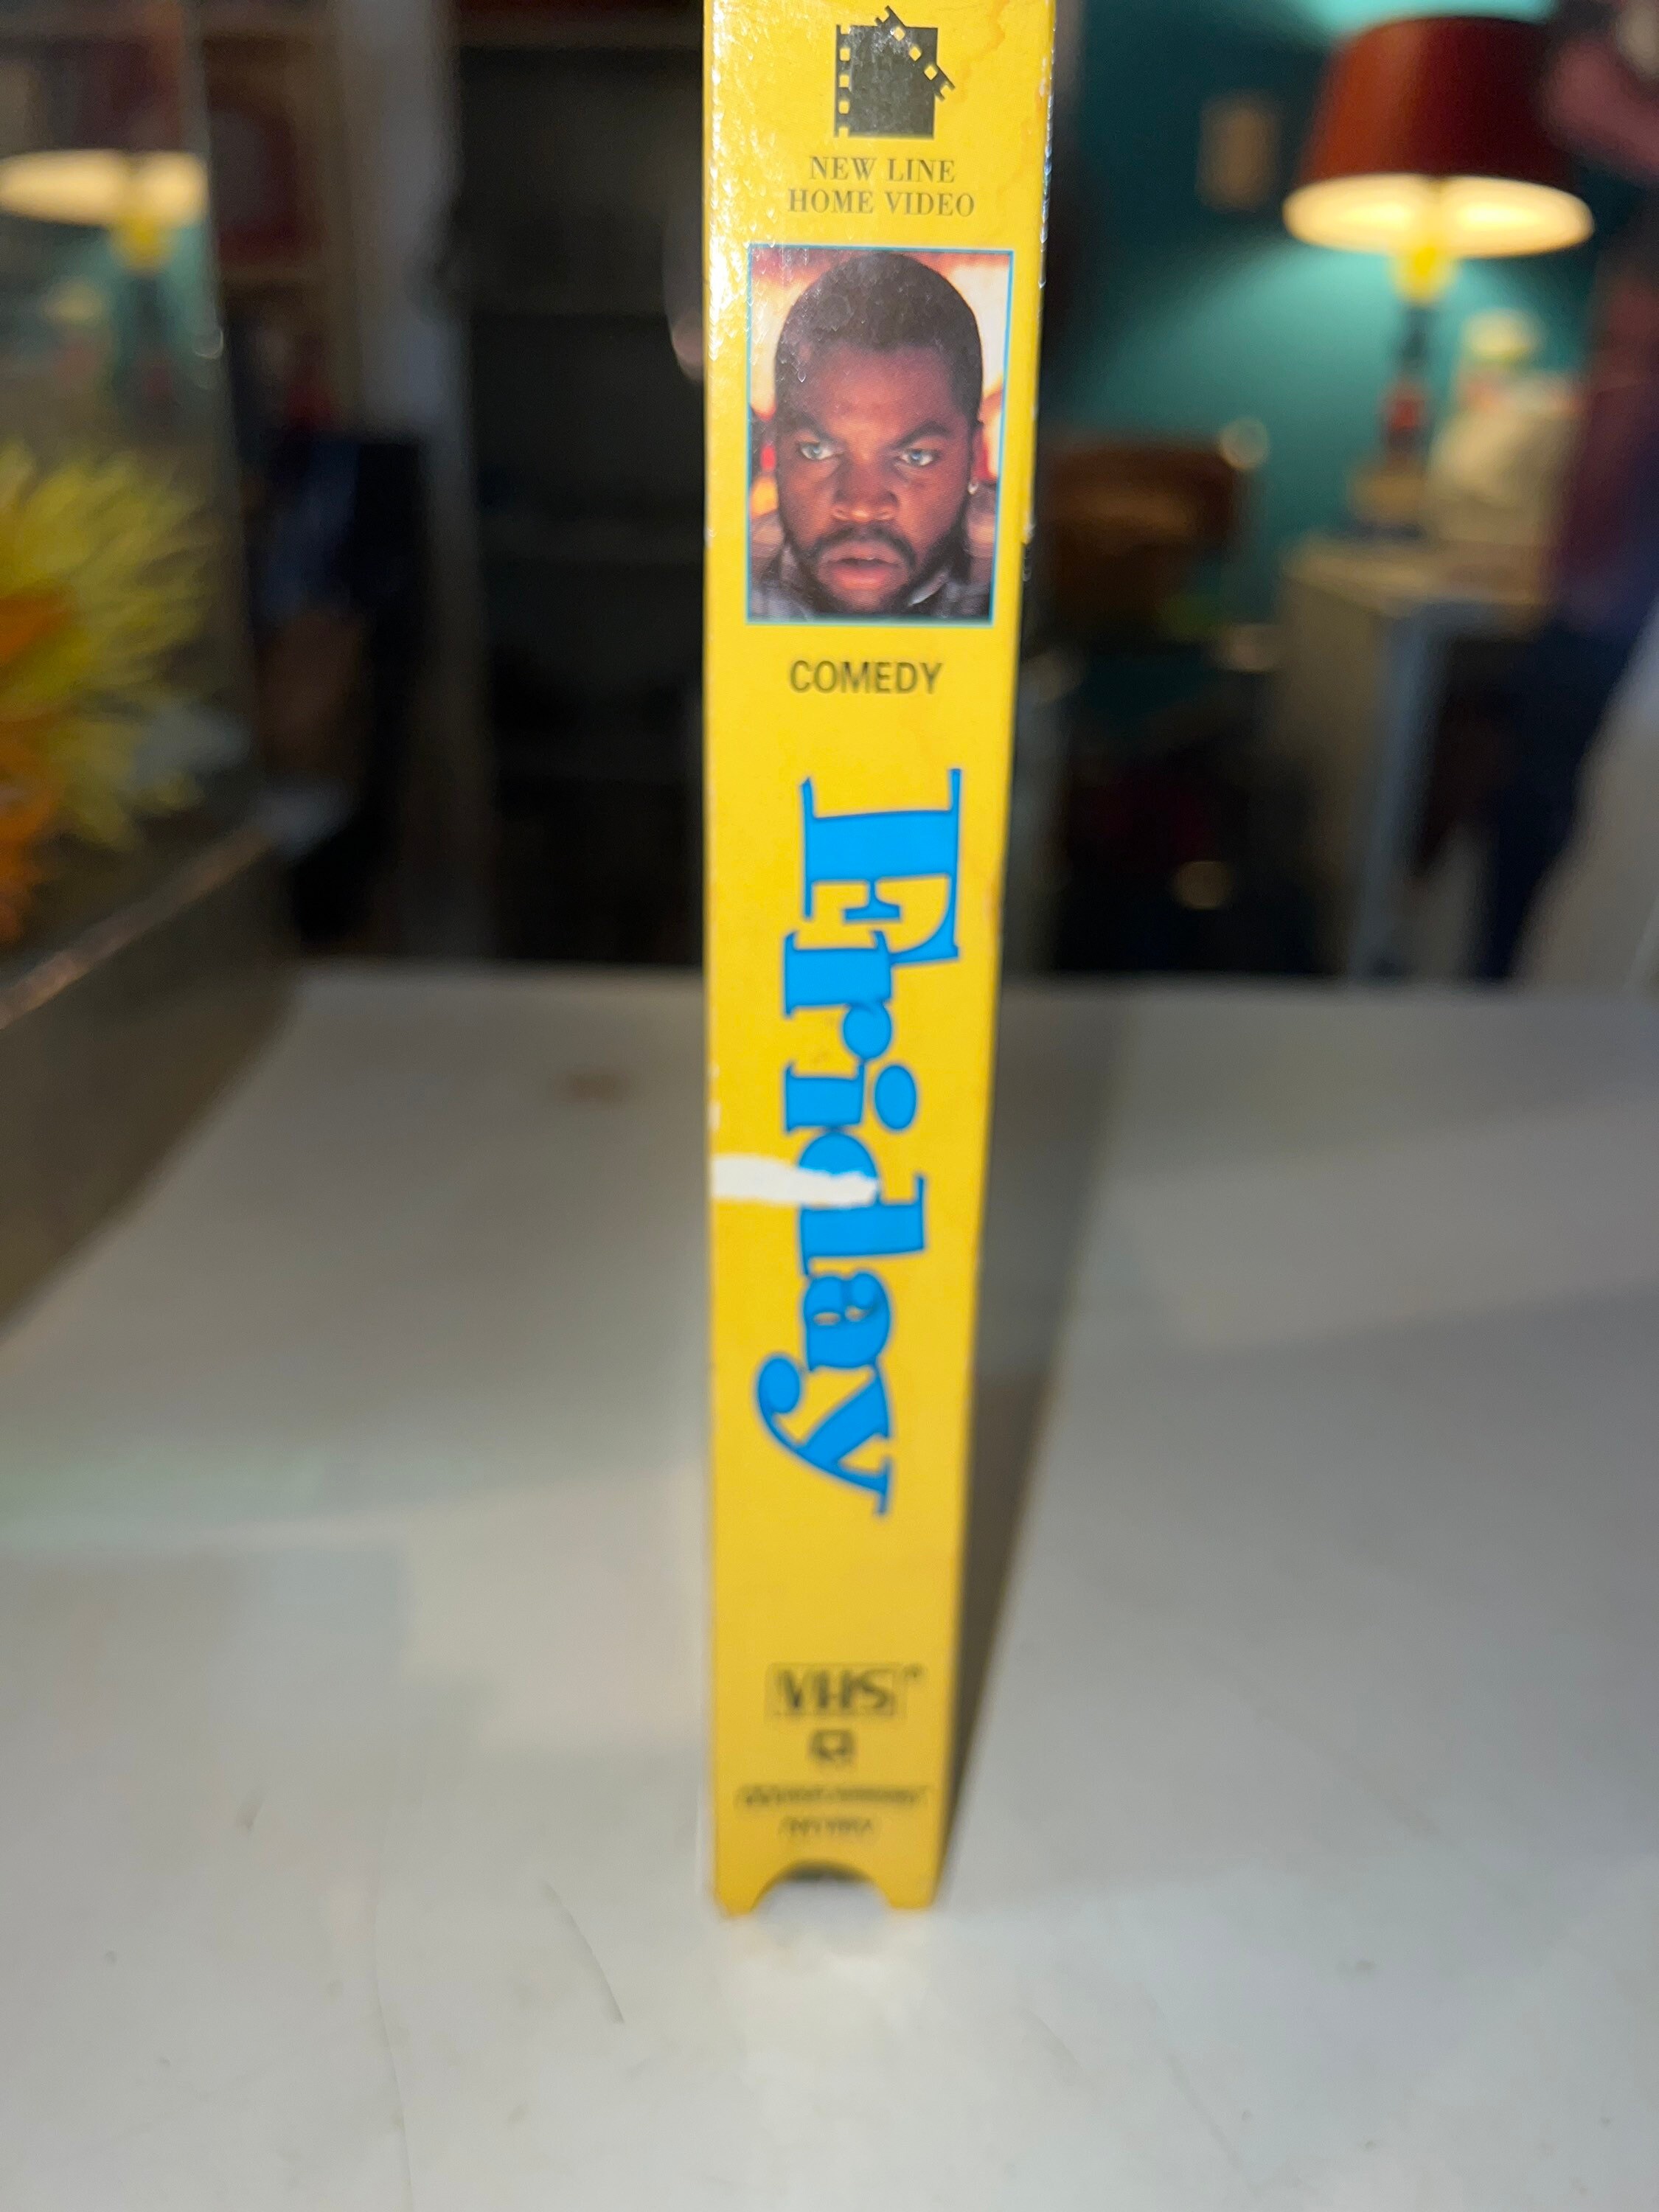 NEW LINE
HOME VIDEO
COMEDY
Friday
VHS